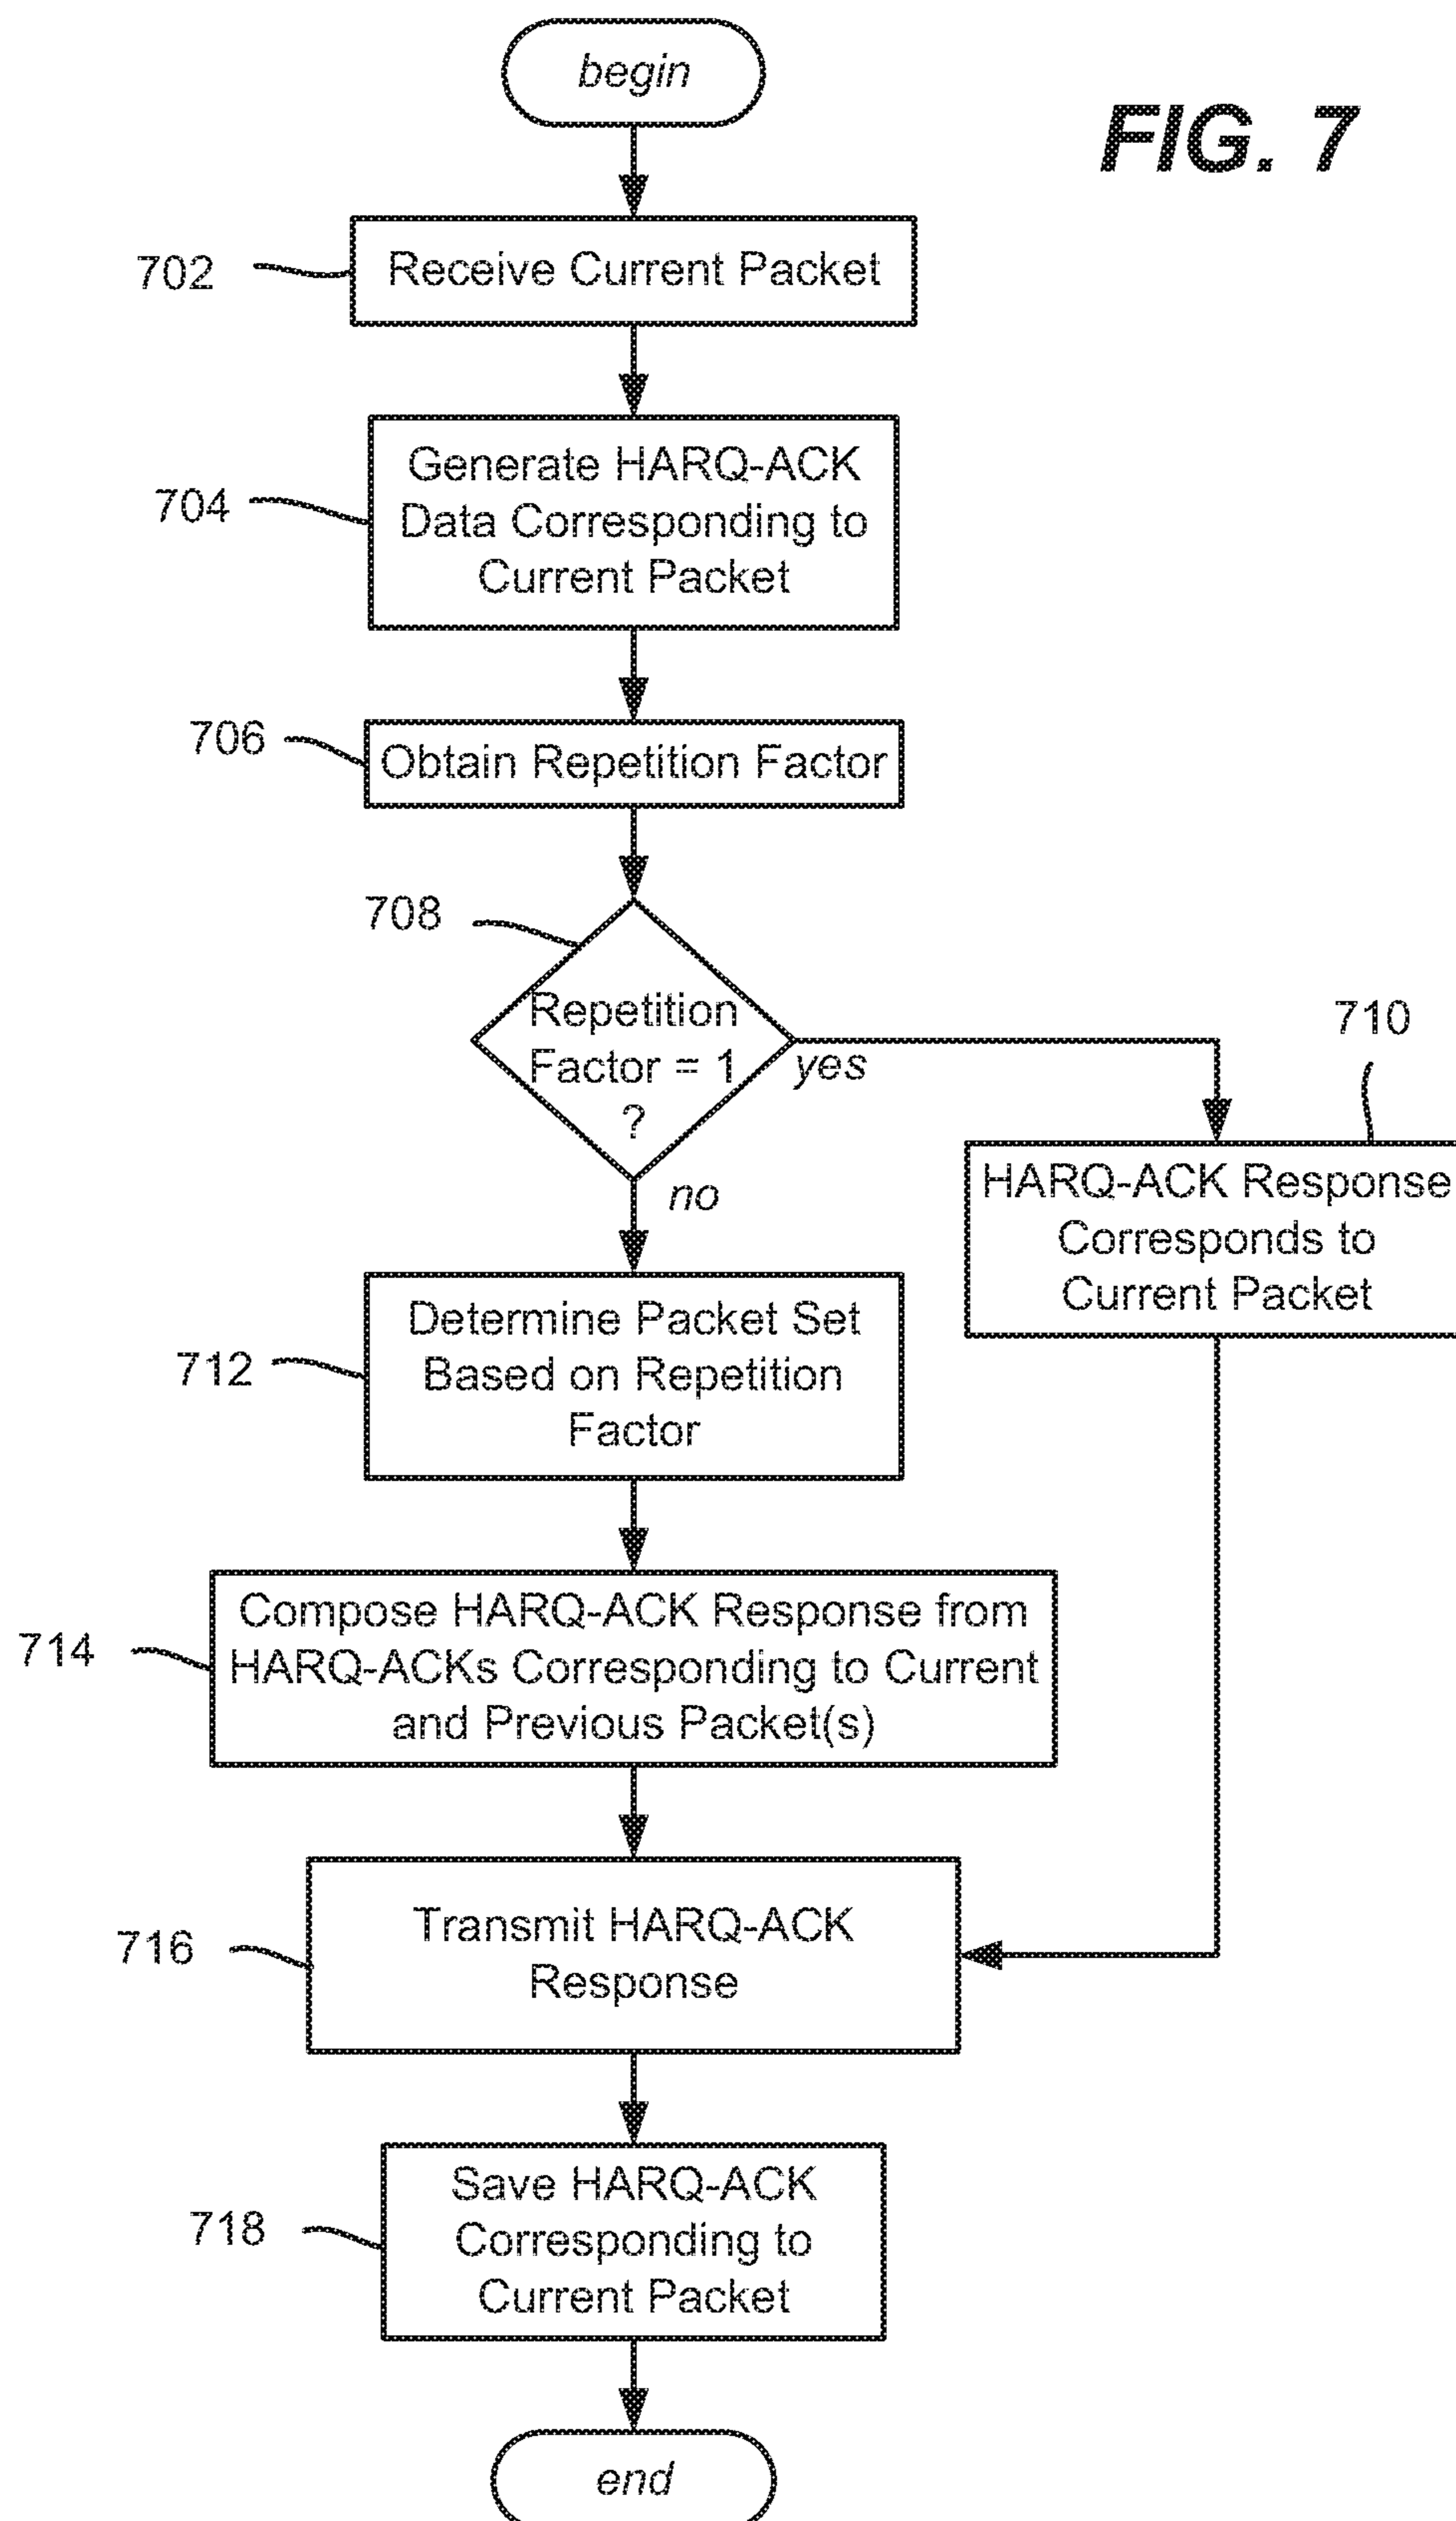 begin
FIG. 7
702
Receive Current Packet
704
Generate HARQ-ACK
Data Corresponding to
Current Packet
706
Obtain Repetition Factor
708
Repetition
Factor = 1
?
yes
no
710
HARQ-ACK Response
Corresponds to
Current Packet
712
Determine Packet Set
Based on Repetition
Factor
714
Compose HARQ-ACK Response from
HARQ-ACKs Corresponding to Current
and Previous Packet(s)
716
Transmit HARQ-ACK
Response
718
Save HARQ-ACK
Corresponding to
Current Packet
end